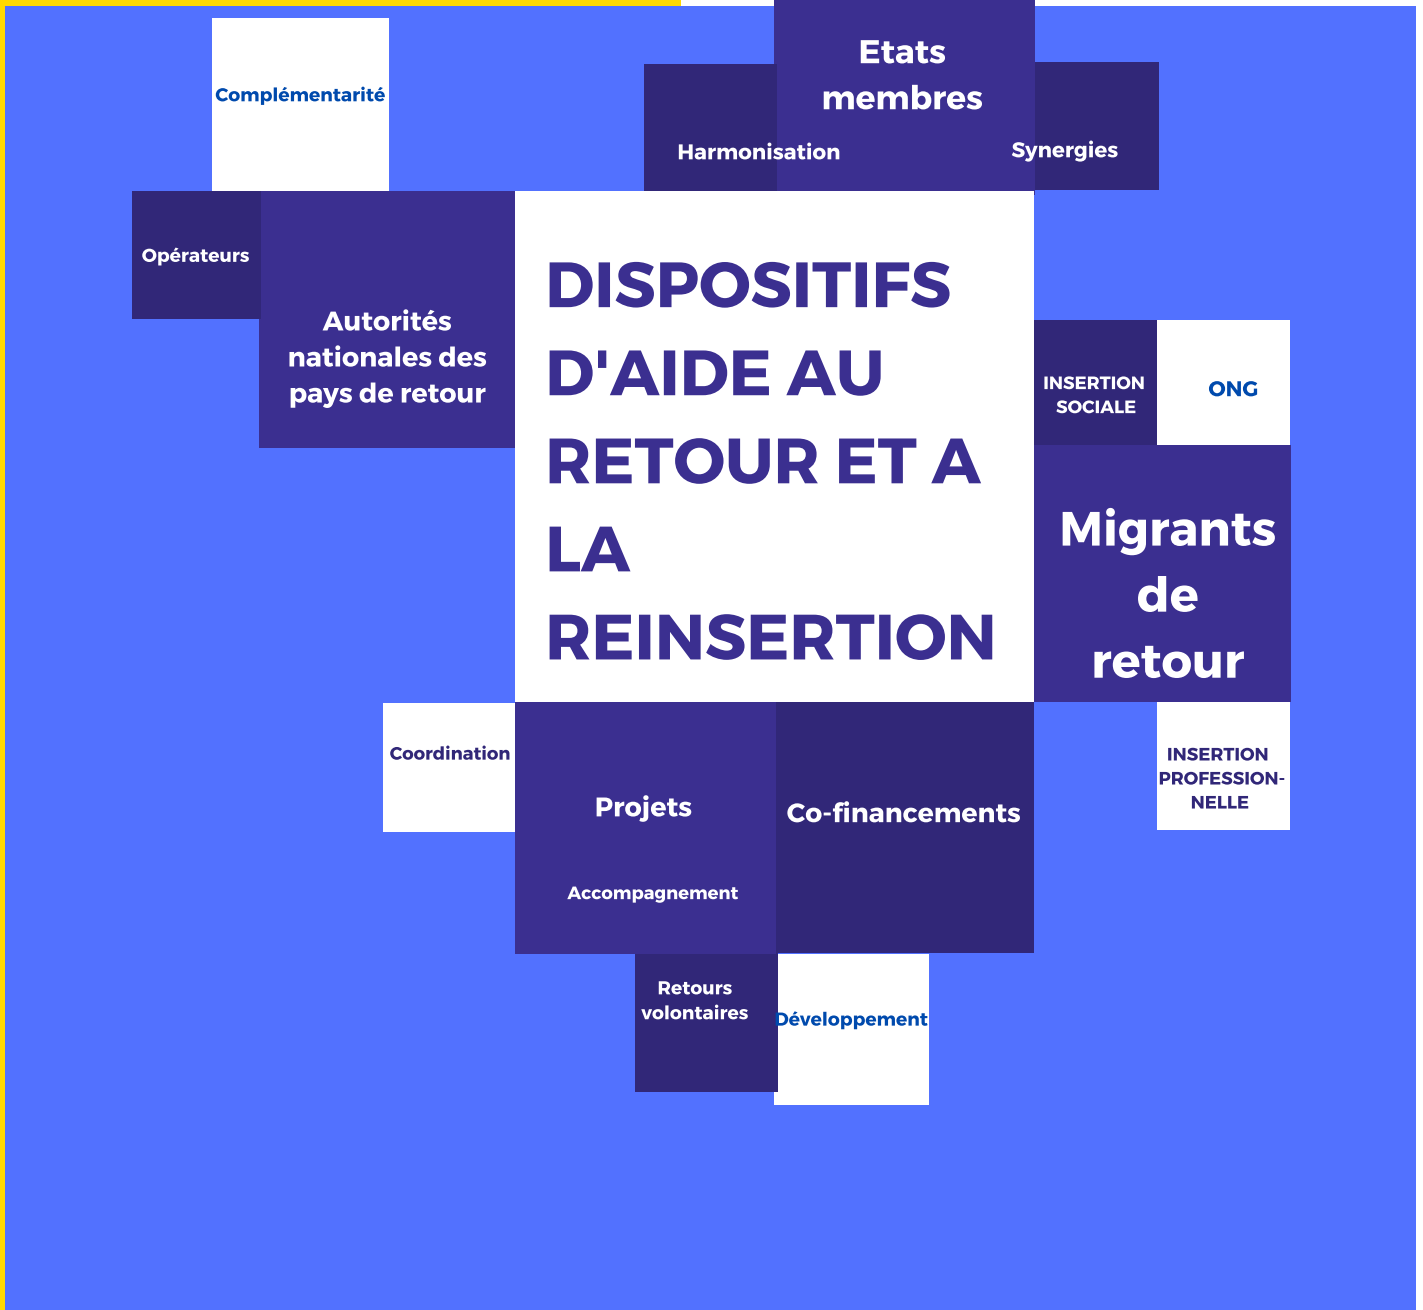 Complémentarité
Etats
membres
Harmonisation
Synergies
Opérateurs
Autorités
nationales des
pays de retour
DISPOSITIFS
D'AIDE AU
RETOUR ET A
LA
REINSERTION
INSERTION
SOCIALE
ONG
Migrants
de
retour
Coordination
Projets
Accompagnement
Co-financements
INSERTION
PROFESSION-
NELLE
Retours
volontaires
Développement